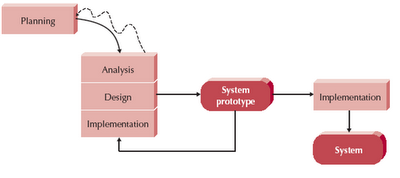 Planning
Analysis
Design
Implementation
System
prototype
Implementation
System